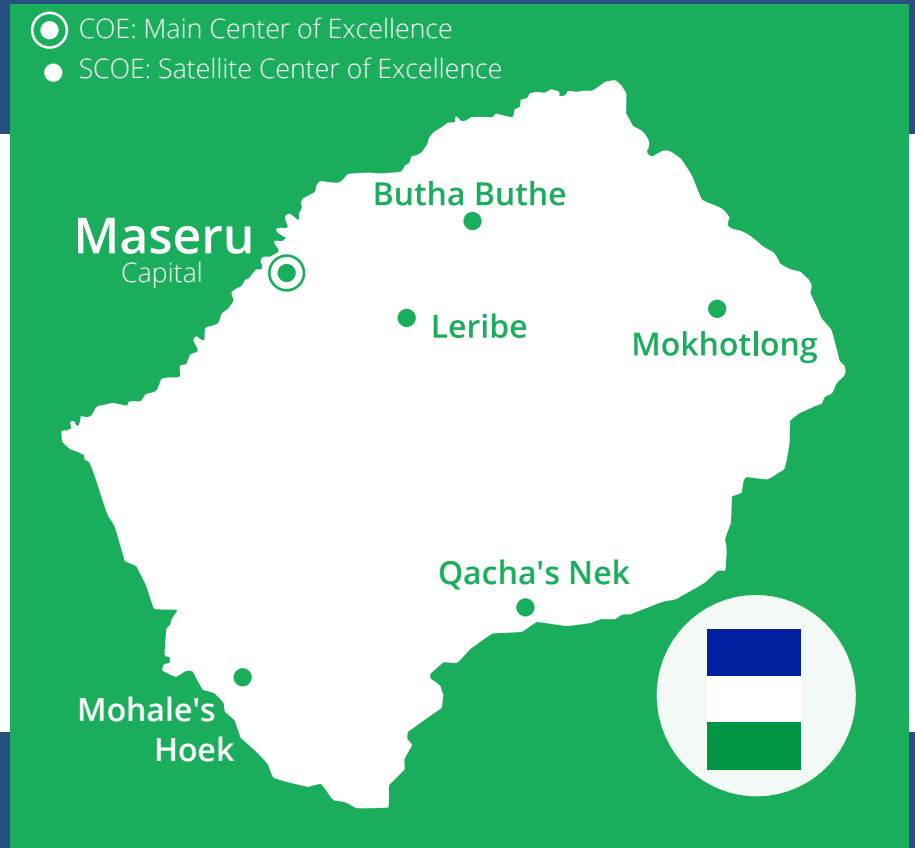 COE: Main Center of Excellence
SCOE: Satellite Center of Excellence
Butha Buthe
Maseru
Capital
Leribe
Mokhotlong
Qacha's Nek
Mohale's
Hoek